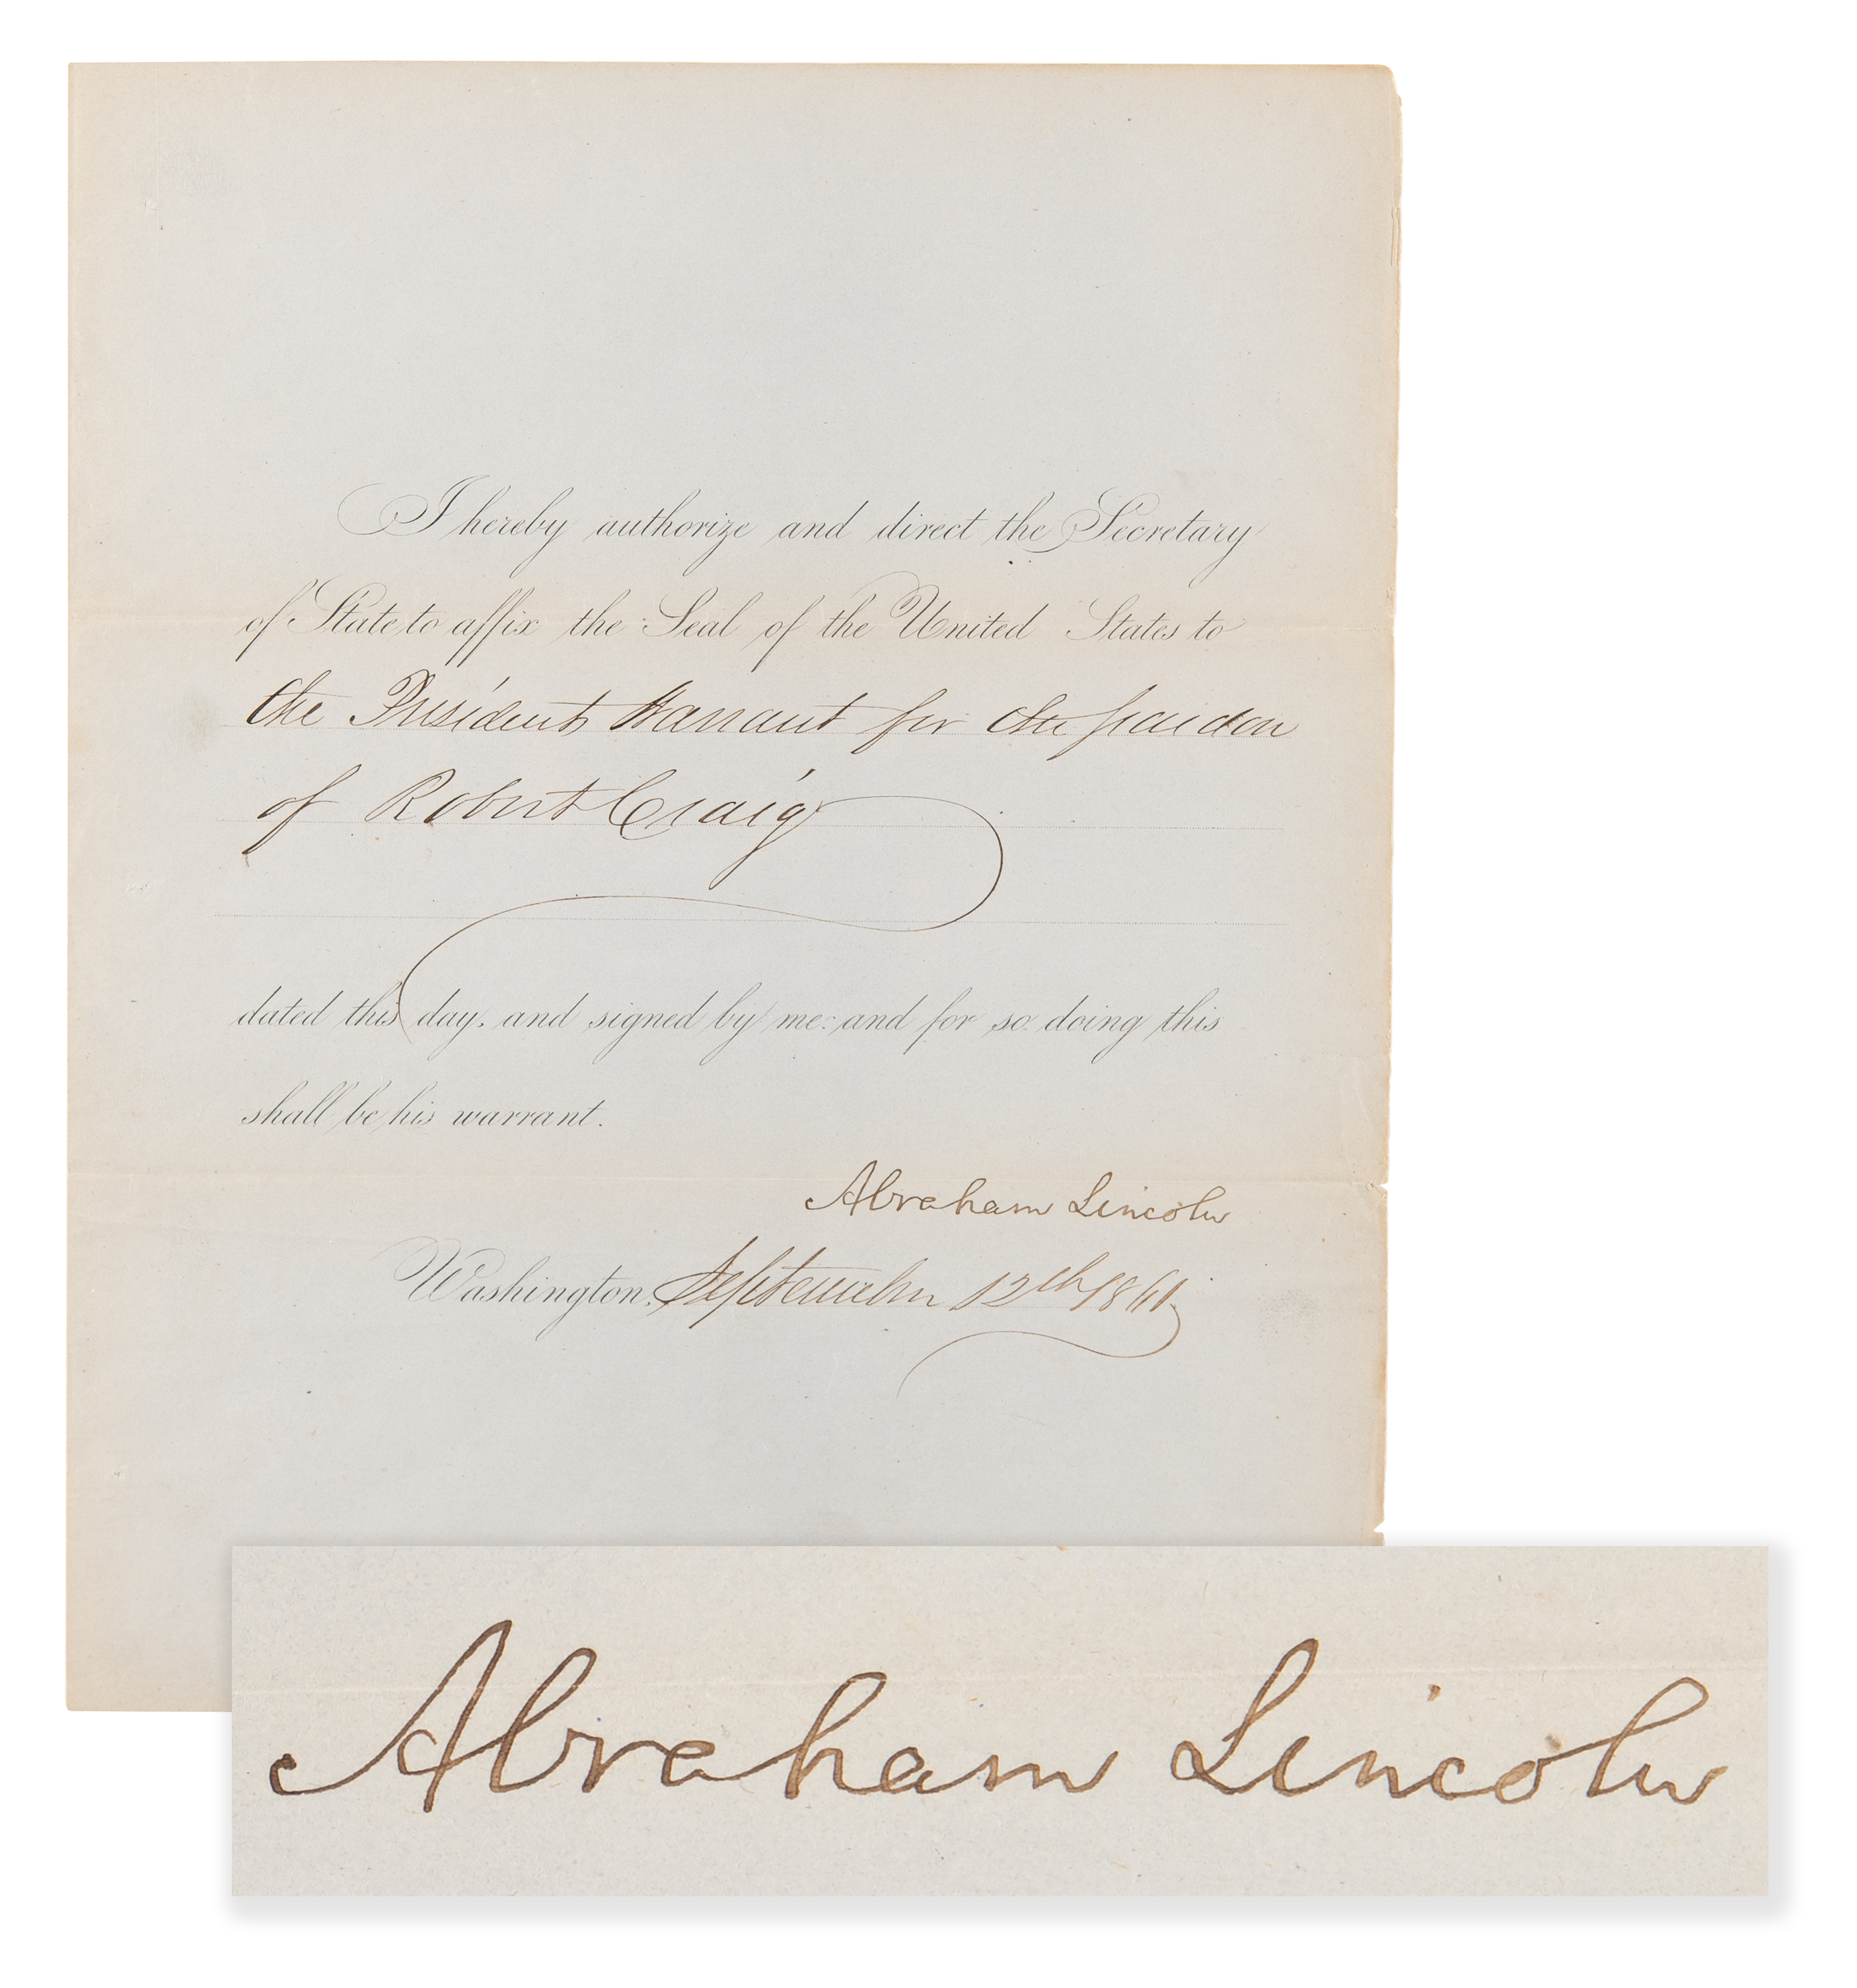 I hereby authorize and direct the Secretary
of State to affix the Seal of the United States to
the Presidents Warrant for the pardon
of Robert Craig
dated this day, and signed by me: and for so doing this
shall be his warrant.
Abraham Lincoln
Washington, September 12th 1861.
Abraham Lincoln